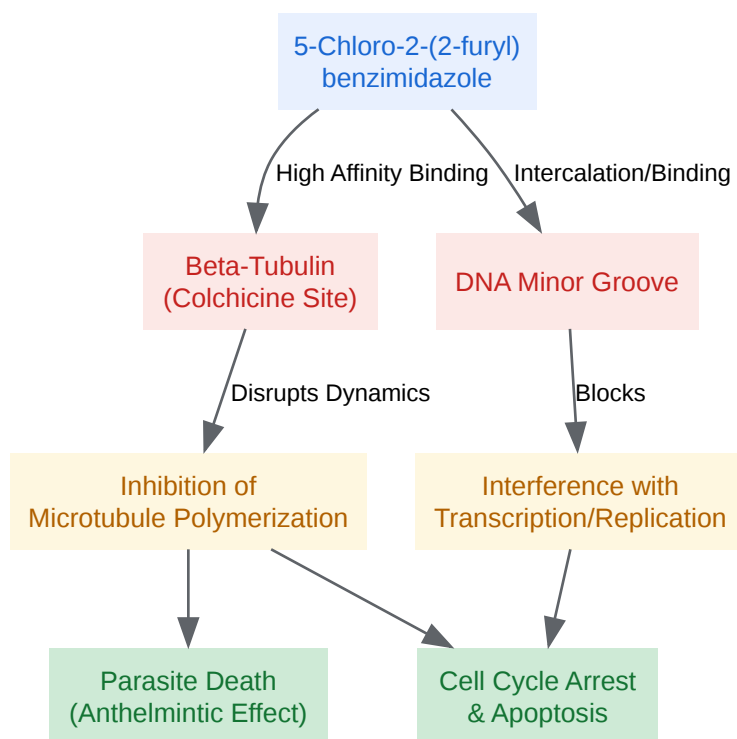 5-Chloro-2-(2-furyl)
benzimidazole
High Affinity Binding
Intercalation/Binding
Beta-Tubulin
(Colchicine Site)
DNA Minor Groove
Disrupts Dynamics
Blocks
Inhibition of
Microtubule Polymerization
Interference with
Transcription/Replication
Parasite Death
(Anthelmintic Effect)
Cell Cycle Arrest
& Apoptosis